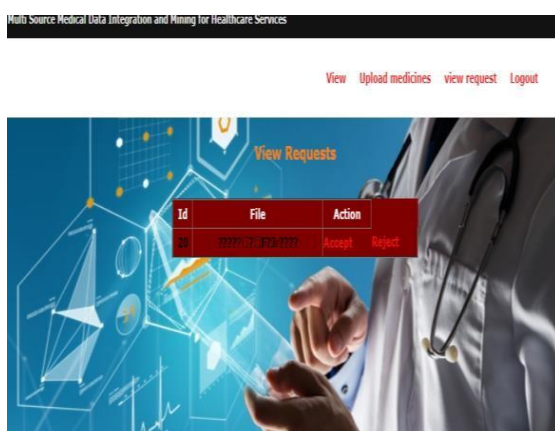 Multi Source Medical Data Integration and Mining for Healthcare Services
View Upload medicines view request Logout
View Requests
Id File Action
20 Accept Reject